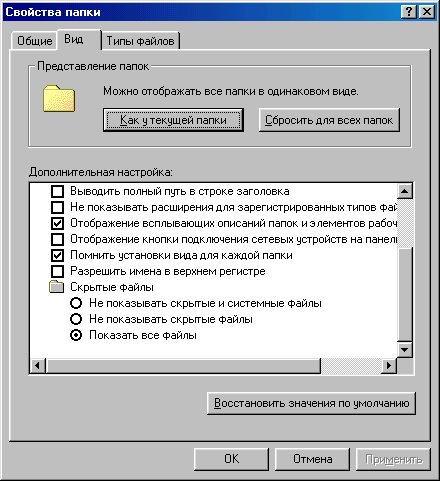 Свойства папки
Общие Вид Типы файлов
Представление папок
Можно отображать все папки в одинаковом виде.
Как у текущей папки Сбросить для всех папок
Дополнительная настройка:
Выводить полный путь в строке заголовка
Не показывать расширения для зарегистрированных типов фай
Отображение всплывающих описаний папок и элементов рабоч
Отображение кнопки подключения сетевых устройств на панел
Помнить установки вида для каждой папки
Разрешить имена в верхнем регистре
Скрытые файлы
Не показывать скрытые и системные файлы
Не показывать скрытые файлы
Показать все файлы
Восстановить значения по умолчанию
OK Отмена Применить